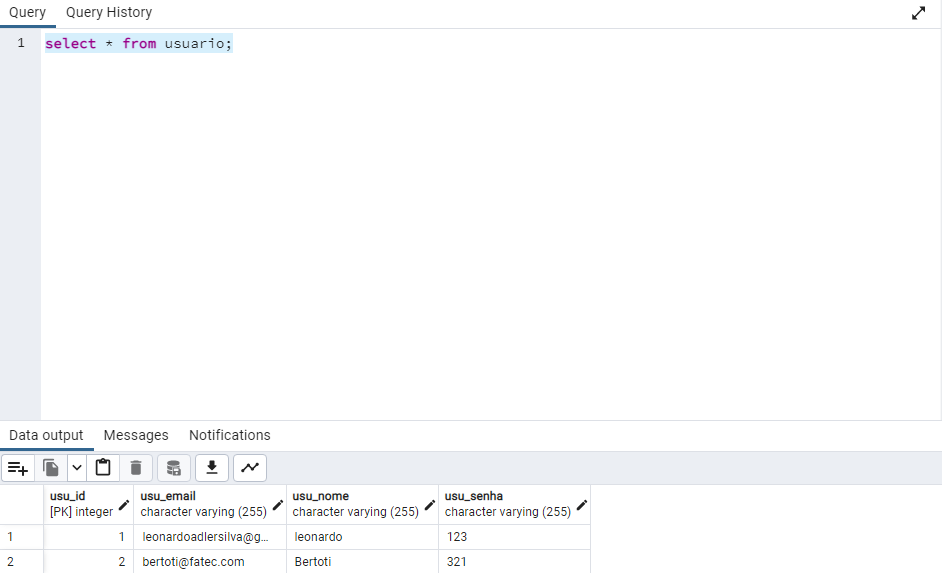 Query Query History
1 select * from usuario;
Data output Messages Notifications
usu_id usu_email usu_nome usu_senha
[PK] integer character varying (255) character varying (255) character varying (255)
1 1 leonardoadlersilva@g... leonardo 123
2 2 bertoti@fatec.com Bertoti 321